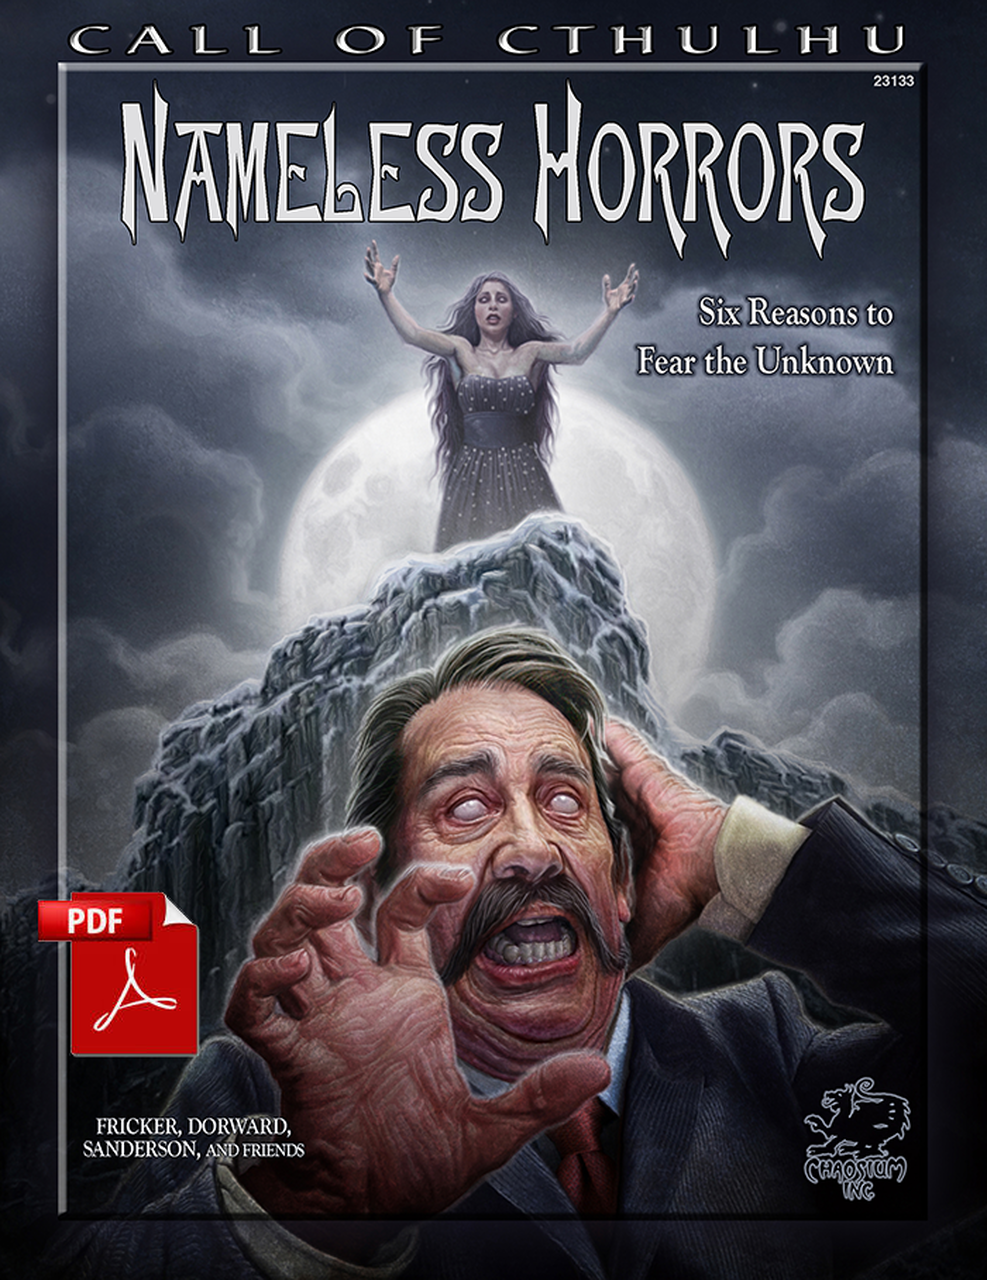 CALL OF CTHULHU
23133
NAMELESS HORRORS
Six Reasons to
Fear the Unknown
PDF
FRICKER, DORWARD,
SANDERSON, AND FRIENDS
CHAOSIUM
INC